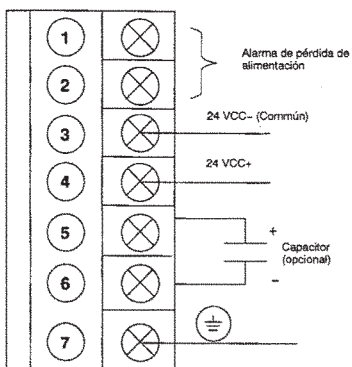 1
Alarma de pérdida de
alimentación
2
3
24 VCC− (Commún)
4
24 VCC+
5
+
Capacitor
(opcional)
6
−
7